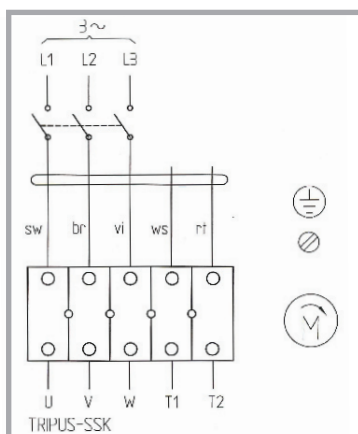 3~
L1 L2 L3
sw br vi ws rt
U V W T1 T2
TRIPUS-SSK
M